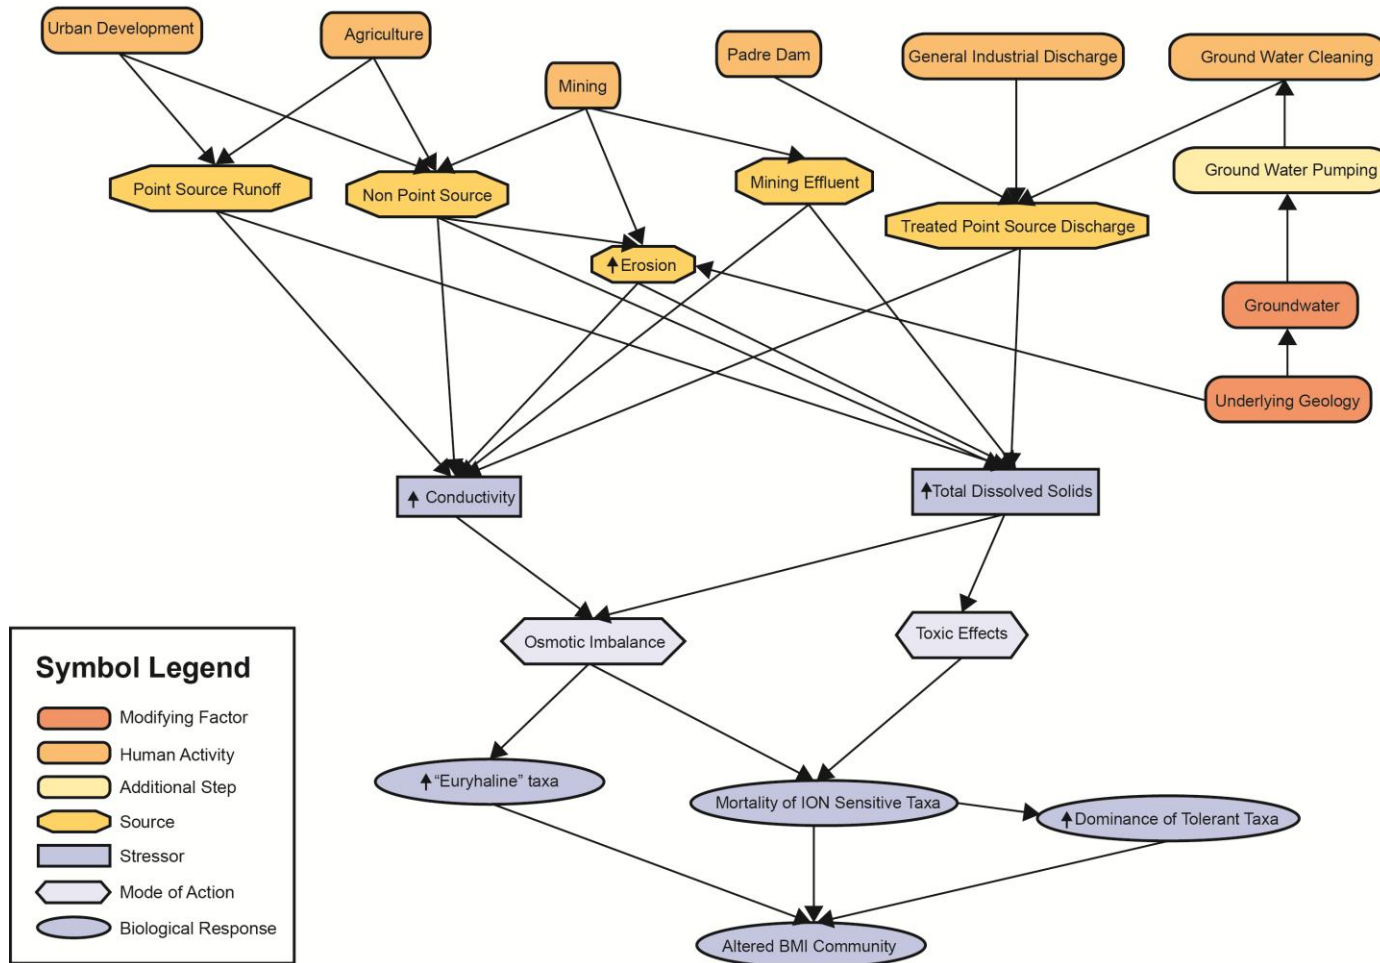 Urban Development
Agriculture
Mining
Padre Dam
General Industrial Discharge
Ground Water Cleaning
Point Source Runoff
Non Point Source
Mining Effluent
Ground Water Pumping
Treated Point Source Discharge
↑ Erosion
Groundwater
Underlying Geology
↑ Conductivity
↑ Total Dissolved Solids
Osmotic Imbalance
Toxic Effects
↑ "Euryhaline" taxa
Mortality of ION Sensitive Taxa
↑ Dominance of Tolerant Taxa
Altered BMI Community
Symbol Legend
Modifying Factor
Human Activity
Additional Step
Source
Stressor
Mode of Action
Biological Response